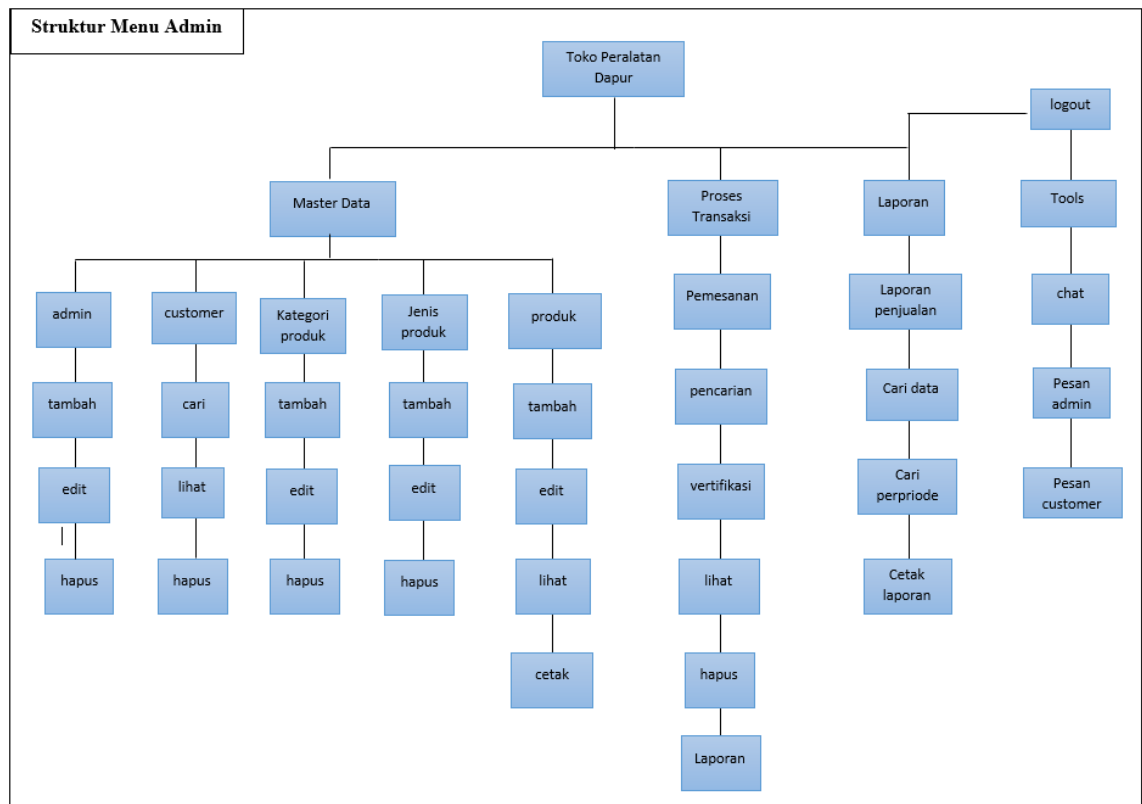 Struktur Menu Admin
Toko Peralatan
Dapur
logout
Master Data
Proses
Transaksi
Laporan
Tools
admin
customer
Kategori
produk
Jenis
produk
produk
Pemesanan
Laporan
penjualan
chat
tambah
cari
tambah
tambah
tambah
pencarian
Cari data
Pesan
admin
edit
lihat
edit
edit
edit
vertifikasi
Cari
perpriode
Pesan
customer
hapus
hapus
hapus
hapus
lihat
lihat
Cetak
laporan
cetak
hapus
Laporan